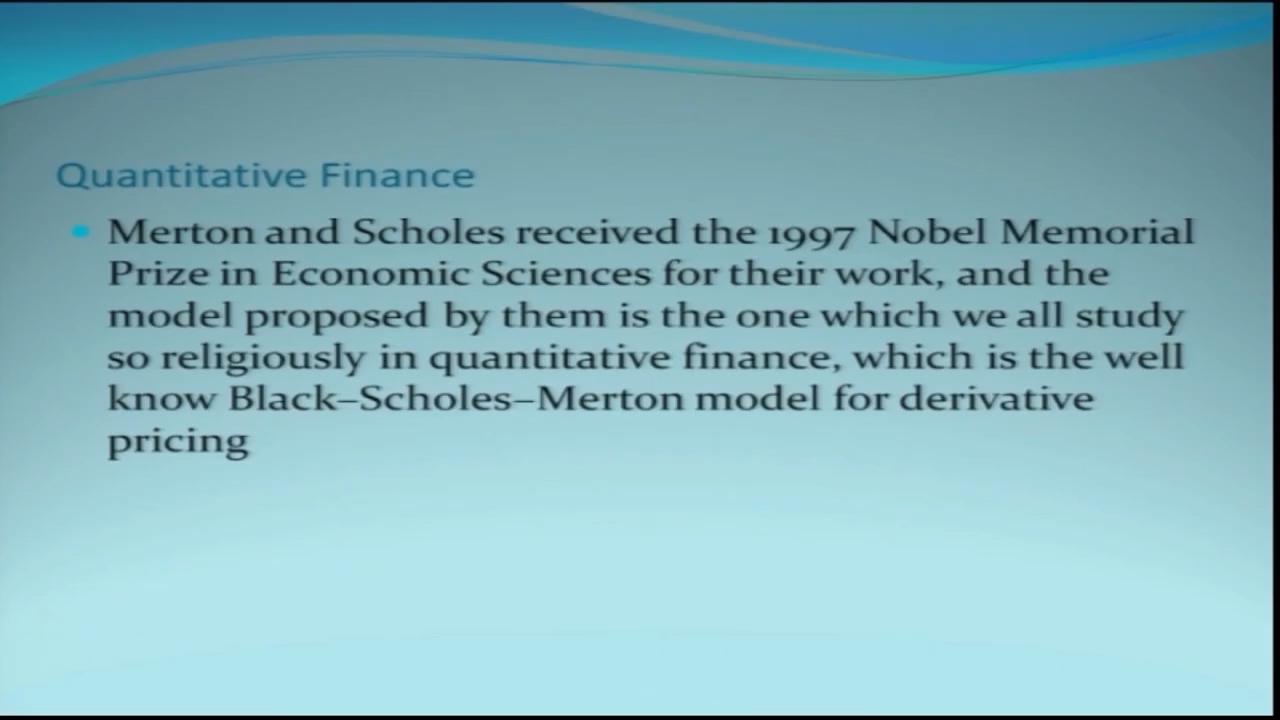 Quantitative Finance
• Merton and Scholes received the 1997 Nobel Memorial
Prize in Economic Sciences for their work, and the
model proposed by them is the one which we all study
so religiously in quantitative finance, which is the well
know Black–Scholes–Merton model for derivative
pricing